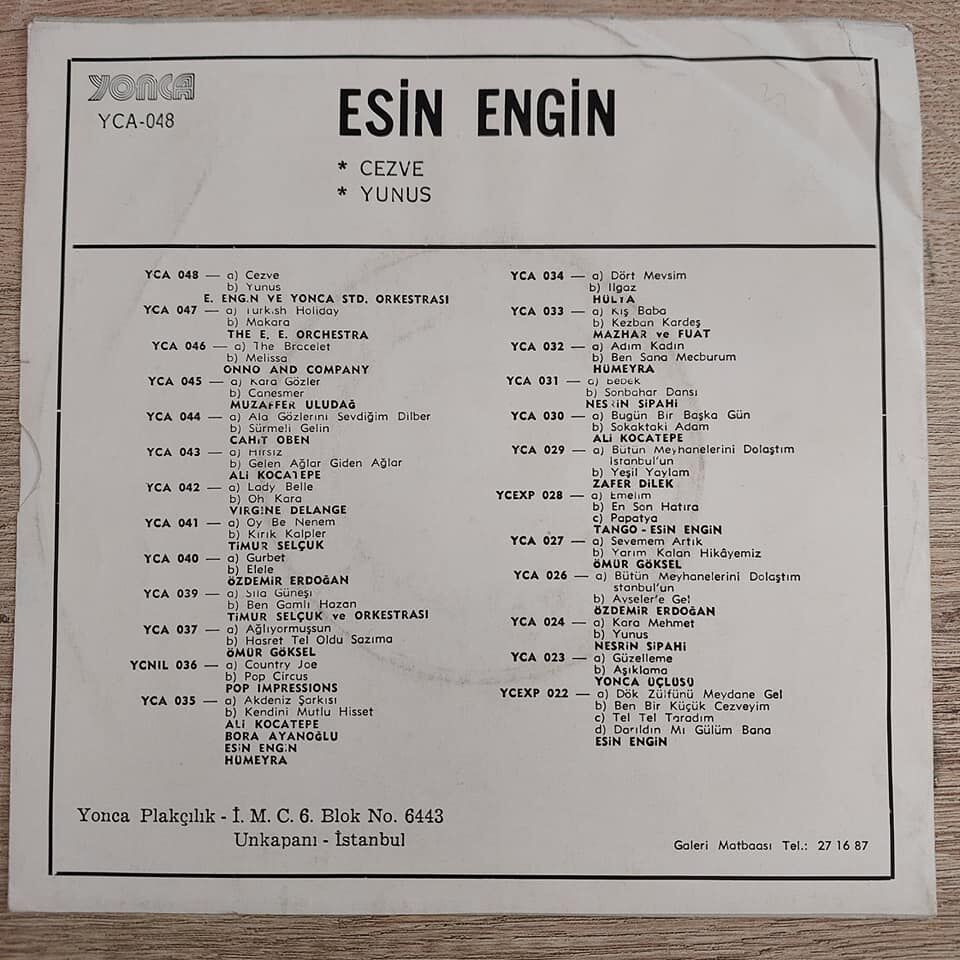 YONCA
YCA-048
ESİN ENGİN
* CEZVE
* YUNUS
YCA 048 — a) Cezve
b) Yunus
E. ENG.N VE YONCA STD. ORKESTRASI
YCA 047 — a) Turkish Holiday
b) Makara
THE E. E. ORCHESTRA
YCA 046 — a) The Bracelet
b) Melissa
ONNO AND COMPANY
YCA 045 — a) Kara Gözler
b) Canesmer
MUZAFFER ULUDAĞ
YCA 044 — a) Ala Gözlerini Sevdiğim Dilber
b) Sürmeli Gelin
CAHİT OBEN
YCA 043 — a) Hırsız
b) Gelen Ağlar Giden Ağlar
ALİ KOCATEPE
YCA 042 — a) Lady Belle
b) Oh Kara
VIRGINE DELANGE
YCA 041 — a) Oy Be Nenem
b) Kırık Kalpler
TİMUR SELÇUK
YCA 040 — a) Gurbet
b) Elele
ÖZDEMİR ERDOĞAN
YCA 039 — a) Sıla Güneşi
b) Ben Gamlı Hazan
TİMUR SELÇUK ve ORKESTRASI
YCA 037 — a) Ağlıyormuşsun
b) Hasret Tel Oldu Sazıma
ÖMÜR GÖKSEL
YCNIL 036 — a) Country Joe
b) Pop Circus
POP IMPRESSIONS
YCA 035 — a) Akdeniz Şarkısı
b) Kendini Mutlu Hisset
ALİ KOCATEPE
BORA AYANOĞLU
ESİN ENG.N
HÜMEYRA
YCA 034 — a) Dört Mevsim
b) Ilgaz
HÜLYA
YCA 033 — a) Kış Baba
b) Kezban Kardeş
MAZHAR ve FUAT
YCA 032 — a) Adım Kadın
b) Ben Sana Mecburum
HÜMEYRA
YCA 031 — a) Bebek
b) Sonbahar Dansı
NESRİN SİPAHİ
YCA 030 — a) Bugün Bir Başka Gün
b) Sokaktaki Adam
ALİ KOCATEPE
YCA 029 — a) Bütün Meyhanelerini Dolaştım
İstanbul'un
b) Yeşil Yaylam
ZAFER DİLEK
YCEXP 028 — a) Emelim
b) En Son Hatıra
c) Papatya
TANGO - ESİN ENGİN
YCA 027 — a) Sevemem Artık
b) Yarım Kalan Hikâyemiz
ÖMÜR GÖKSEL
YCA 026 — a) Bütün Meyhanelerini Dolaştım
stanbul'un
b) Ayseler'e Gel
ÖZDEMİR ERDOĞAN
YCA 024 — a) Kara Mehmet
b) Yunus
NESRİN SİPAHİ
YCA 023 — a) Güzelleme
b) Aşıklama
YONCA ÜÇLÜSÜ
YCEXP 022 — a) Dök Zülfünü Meydane Gel
b) Ben Bir Küçük Cezveyim
c) Tel Tel Taradım
d) Darıldın Mı Gülüm Bana
ESİN ENGİN
Yonca Plakçılık - İ. M. C. 6. Blok No. 6443
Unkapanı - İstanbul
Galeri Matbaası Tel.: 27 16 87